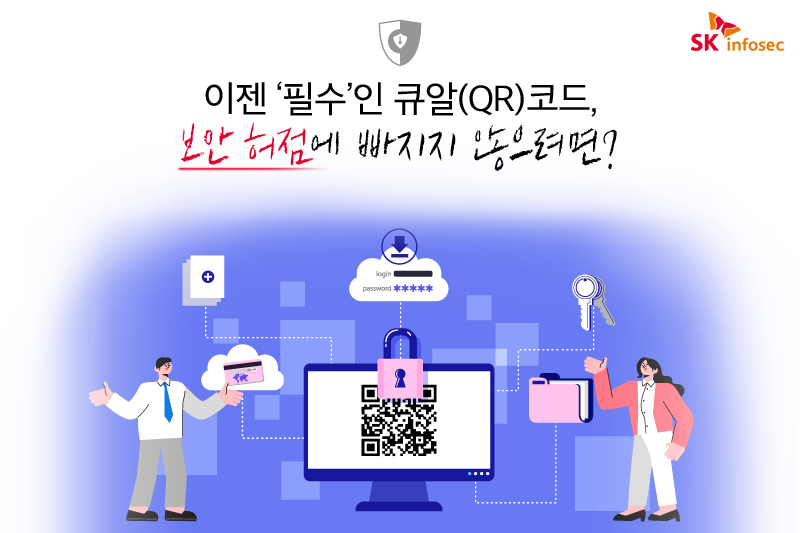 SK infosec
이젠 ‘필수’인 큐알(QR)코드,
보안 허점에 빠지지 않으려면?
login
password *****